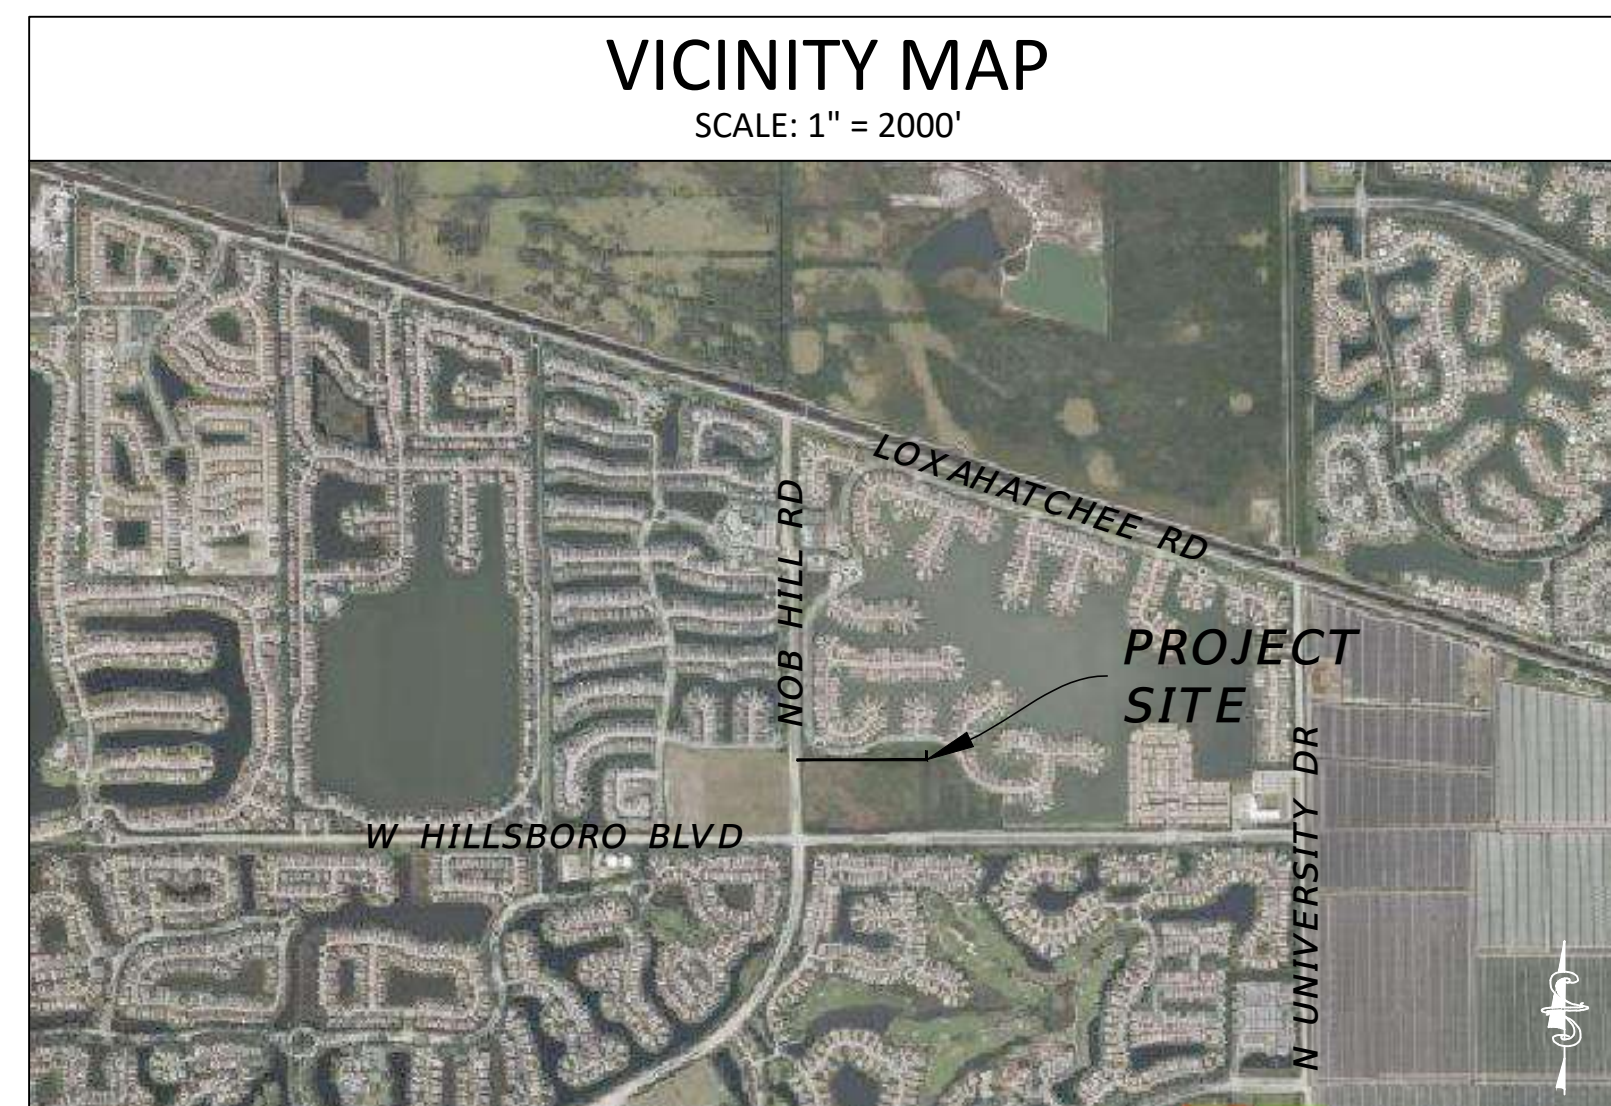 VICINITY MAP
SCALE: 1" = 2000'
LOXAHATCHEE RD
NOB HILL RD
PROJECT
SITE
N UNIVERSITY DR
W HILLSBORO BLVD